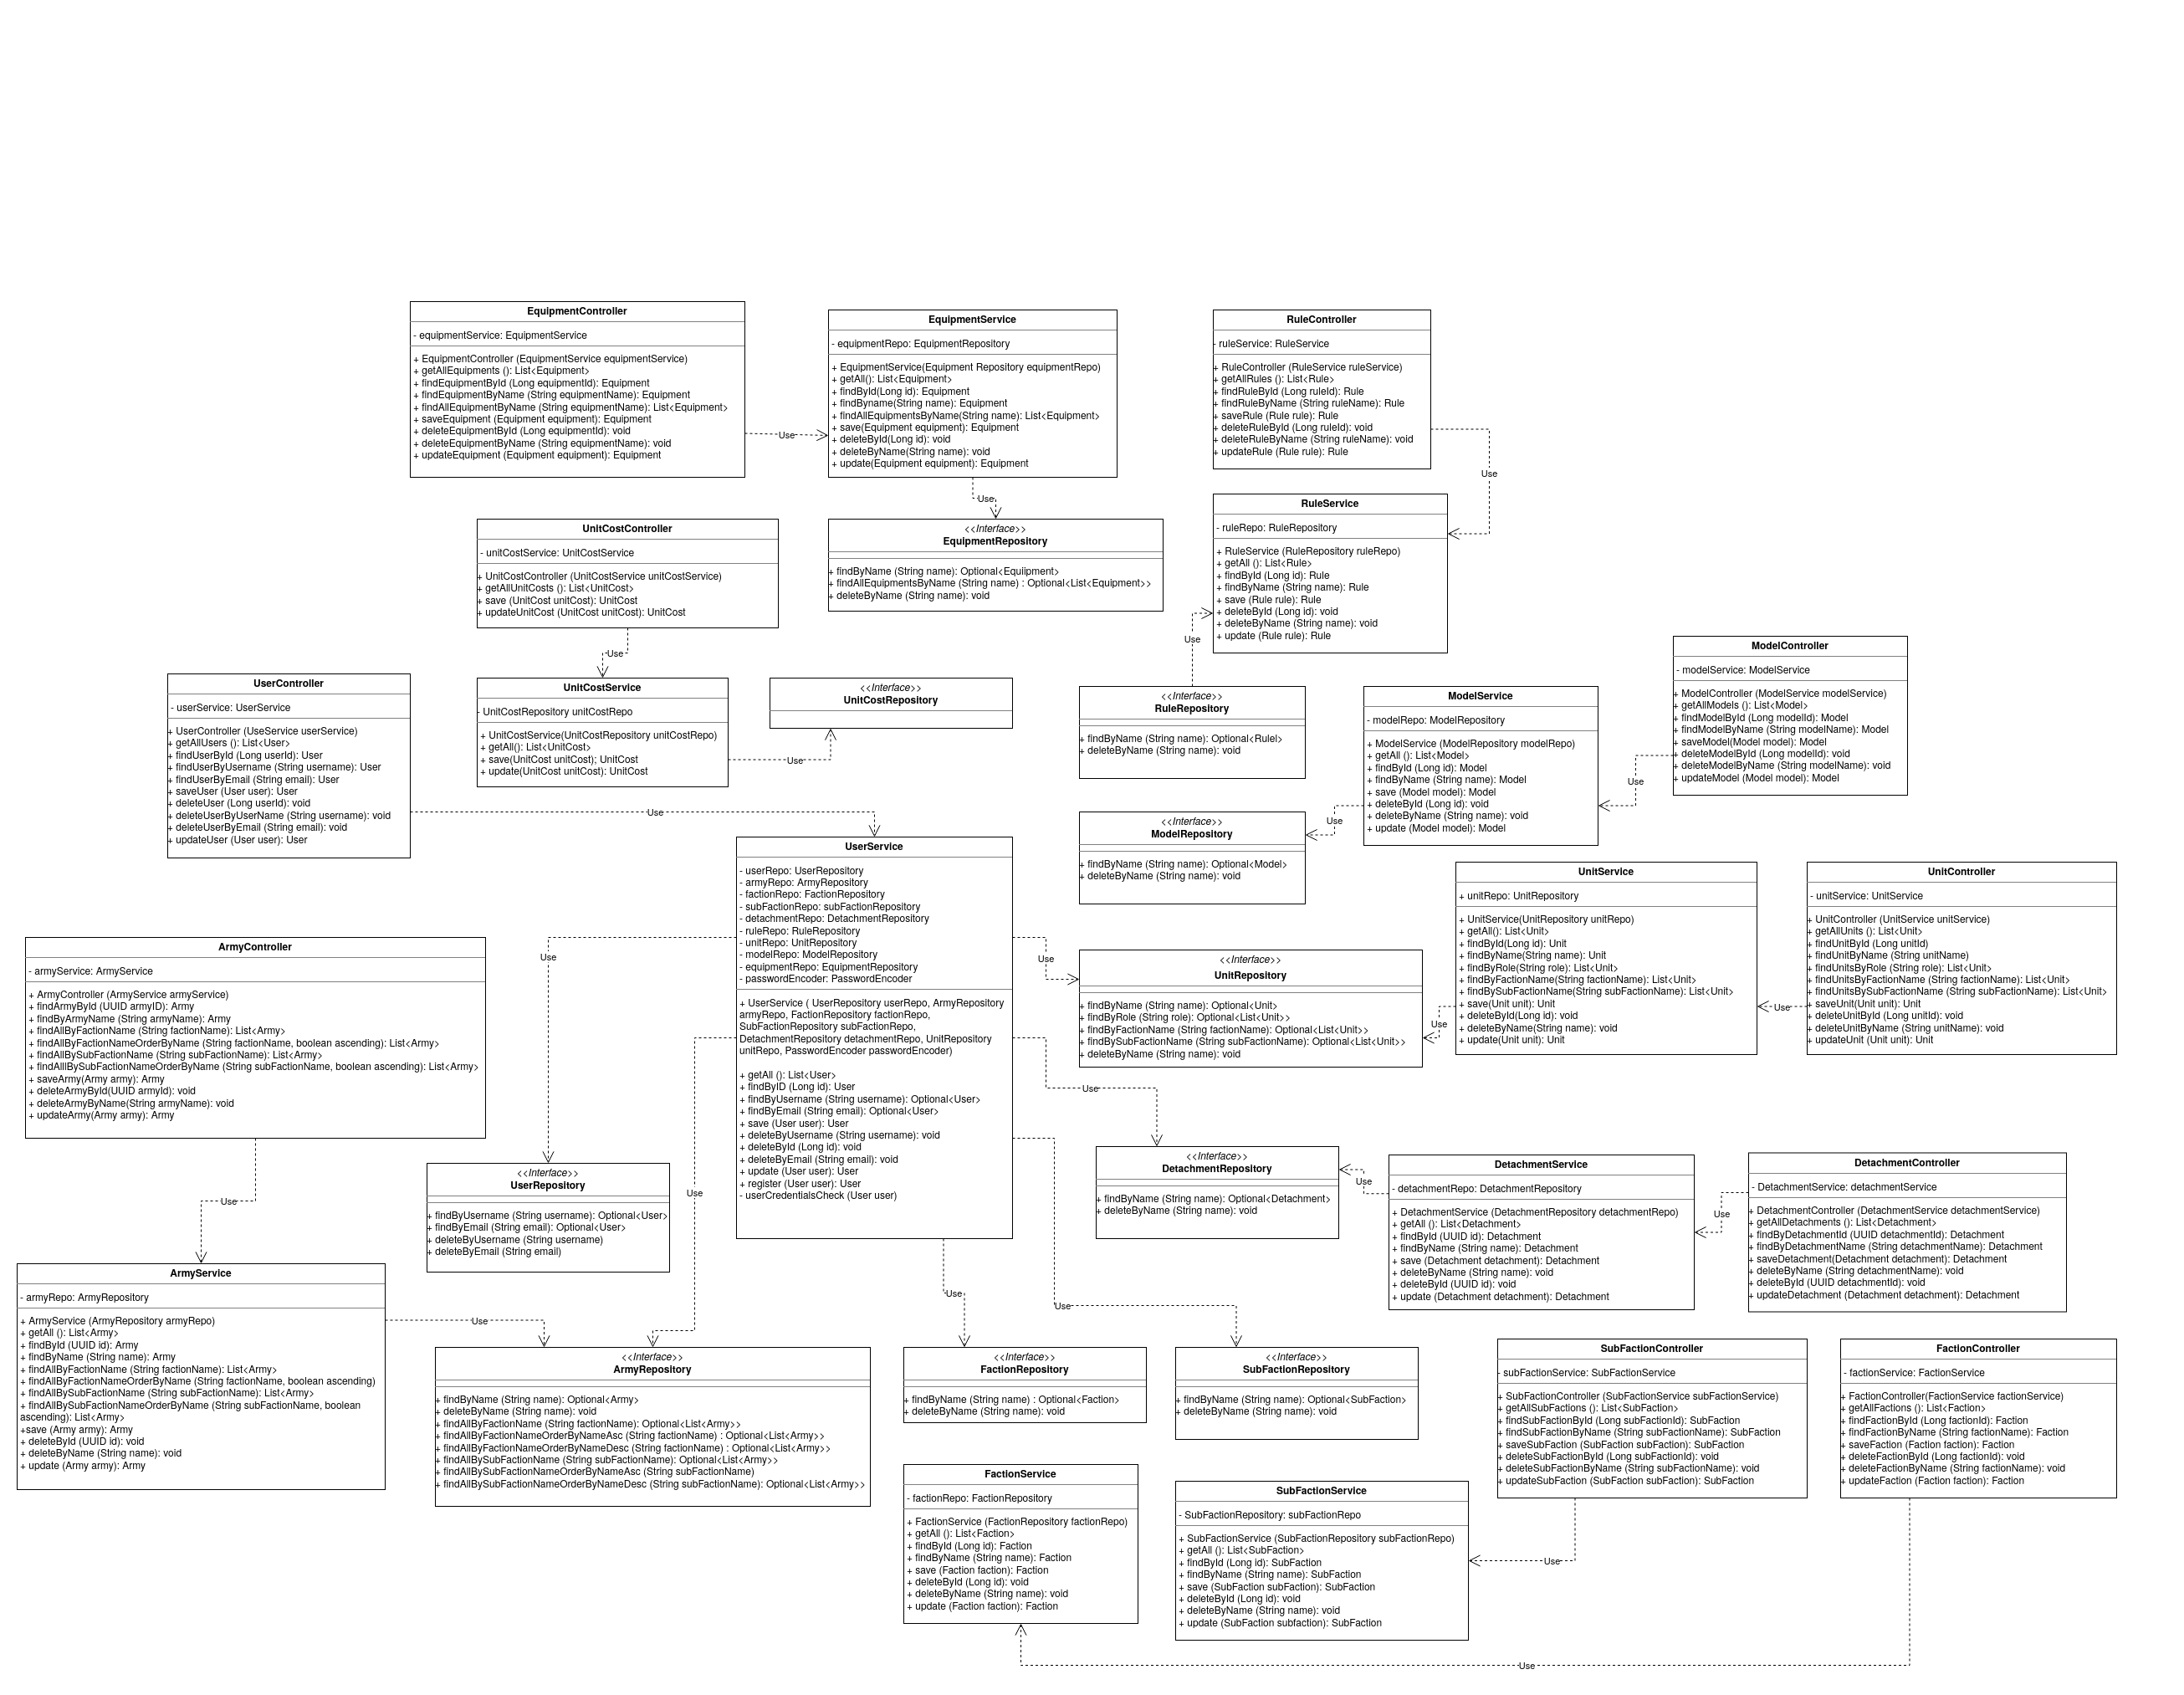 EquipmentController
- equipmentService: EquipmentService
+ EquipmentController (EquipmentService equipmentService)
+ getAllEquipments (): List<Equipment>
+ findEquipmentById (Long equipmentId): Equipment
+ findEquipmentByName (String equipmentName): Equipment
+ findAllEquipmentByName (String equipmentName): List<Equipment>
+ saveEquipment (Equipment equipment): Equipment
+ deleteEquipmentById (Long equipmentId): void
+ deleteEquipmentByName (String equipmentName): void
+ updateEquipment (Equipment equipment): Equipment
Use
EquipmentService
- equipmentRepo: EquipmentRepository
+ EquipmentService(Equipment Repository equipmentRepo)
+ getAll(): List<Equipment>
+ findById(Long id): Equipment
+ findByname(String name): Equipment
+ findAllEquipmentsByName(String name): List<Equipment>
+ save(Equipment equipment): Equipment
+ deleteById(Long id): void
+ deleteByName(String name): void
+ update(Equipment equipment): Equipment
Use
RuleController
- ruleService: RuleService
+ RuleController (RuleService ruleService)
+ getAllRules (): List<Rule>
+ findRuleById (Long ruleId): Rule
+ findRuleByName (String ruleName): Rule
+ saveRule (Rule rule): Rule
+ deleteRuleById (Long ruleId): void
+ deleteRuleByName (String ruleName): void
+ updateRule (Rule rule): Rule
Use
UnitCostController
- unitCostService: UnitCostService
+ UnitCostController (UnitCostService unitCostService)
+ getAllUnitCosts (): List<UnitCost>
+ save (UnitCost unitCost): UnitCost
+ updateUnitCost (UnitCost unitCost): UnitCost
Use
<<Interface>>
EquipmentRepository
+ findByName (String name): Optional<Equiipment>
+ findAllEquipmentsByName (String name) : Optional<List<Equipment>>
+ deleteByName (String name): void
RuleService
- ruleRepo: RuleRepository
+ RuleService (RuleRepository ruleRepo)
+ getAll (): List<Rule>
+ findById (Long id): Rule
+ findByName (String name): Rule
+ save (Rule rule): Rule
+ deleteById (Long id): void
+ deleteByName (String name): void
+ update (Rule rule): Rule
Use
UserController
- userService: UserService
+ UserController (UseService userService)
+ getAllUsers (): List<User>
+ findUserById (Long userId): User
+ findUserByUsername (String username): User
+ findUserByEmail (String email): User
+ saveUser (User user): User
+ deleteUser (Long userId): void
+ deleteUserByUserName (String username): void
+ deleteUserByEmail (String email): void
+ updateUser (User user): User
Use
UnitCostService
- UnitCostRepository unitCostRepo
+ UnitCostService(UnitCostRepository unitCostRepo)
+ getAll(): List<UnitCost>
+ save(UnitCost unitCost); UnitCost
+ update(UnitCost unitCost): UnitCost
Use
<<Interface>>
UnitCostRepository
<<Interface>>
RuleRepository
+ findByName (String name): Optional<Rulel>
+ deleteByName (String name): void
ModelService
- modelRepo: ModelRepository
+ ModelService (ModelRepository modelRepo)
+ getAll (): List<Model>
+ findById (Long id): Model
+ findByName (String name): Model
+ save (Model model): Model
+ deleteById (Long id): void
+ deleteByName (String name): void
+ update (Model model): Model
Use
ModelController
- modelService: ModelService
+ ModelController (ModelService modelService)
+ getAllModels (): List<Model>
+ findModelById (Long modelId): Model
+ findModelByName (String modelName): Model
+ saveModel(Model model): Model
+ deleteModelById (Long modelId): void
+ deleteModelByName (String modelName): void
+ updateModel (Model model): Model
Use
<<Interface>>
ModelRepository
+ findByName (String name): Optional<Model>
+ deleteByName (String name): void
UserService
- userRepo: UserRepository
- armyRepo: ArmyRepository
- factionRepo: FactionRepository
- subFactionRepo: subFactionRepository
- detachmentRepo: DetachmentRepository
- ruleRepo: RuleRepository
- unitRepo: UnitRepository
- modelRepo: ModelRepository
- equipmentRepo: EquipmentRepository
- passwordEncoder: PasswordEncoder
+ UserService ( UserRepository userRepo, ArmyRepository
armyRepo, FactionRepository factionRepo,
SubFactionRepository subFactionRepo,
DetachmentRepository detachmentRepo, UnitRepository
unitRepo, PasswordEncoder passwordEncoder)
+ getAll (): List<User>
+ findByID (Long id): User
+ findByUsername (String username): Optional<User>
+ findByEmail (String email): Optional<User>
+ save (User user): User
+ deleteByUsername (String username): void
+ deleteById (Long id): void
+ deleteByEmail (String email): void
+ update (User user): User
+ register (User user): User
- userCredentialsCheck (User user)
Use
Use
Use
Use
Use
Use
<<Interface>>
UnitRepository
+ findByName (String name): Optional<Unit>
+ findByRole (String role): Optional<List<Unit>>
+ findByFactionName (String factionName): Optional<List<Unit>>
+ findBySubFactionName (String subFactionName): Optional<List<Unit>>
+ deleteByName (String name): void
Use
UnitService
+ unitRepo: UnitRepository
+ UnitService(UnitRepository unitRepo)
+ getAll(): List<Unit>
+ findById(Long id): Unit
+ findByName(String name): Unit
+ findByRole(String role): List<Unit>
+ findByFactionName(String factionName): List<Unit>
+ findBySubFactionName(String subFactionName): List<Unit>
+ save(Unit unit): Unit
+ deleteById(Long id): void
+ deleteByName(String name): void
+ update(Unit unit): Unit
Use
UnitController
- unitService: UnitService
+ UnitController (UnitService unitService)
+ getAllUnits (): List<Unit>
+ findUnitById (Long unitId)
+ findUnitByName (String unitName)
+ findUnitsByRole (String role): List<Unit>
+ findUnitsByFactionName (String factionName): List<Unit>
+ findUnitsBySubFactionName (String subFactionName): List<Unit>
+ saveUnit(Unit unit): Unit
+ deleteUnitById (Long unitId): void
+ deleteUnitByName (String unitName): void
+ updateUnit (Unit unit): Unit
ArmyController
- armyService: ArmyService
+ ArmyController (ArmyService armyService)
+ findArmyById (UUID armyID): Army
+ findByArmyName (String armyName): Army
+ findAllByFactionName (String factionName): List<Army>
+ findAllByFactionNameOrderByName (String factionName, boolean ascending): List<Army>
+ findAllBySubFactionName (String subFactionName): List<Army>
+ findAlllBySubFactionNameOrderByName (String subFactionName, boolean ascending): List<Army>
+ saveArmy(Army army): Army
+ deleteArmyById(UUID armyId): void
+ deleteArmyByName(String armyName): void
+ updateArmy(Army army): Army
Use
<<Interface>>
UserRepository
+ findByUsername (String username): Optional<User>
+ findByEmail (String email): Optional<User>
+ deleteByUsername (String username)
+ deleteByEmail (String email)
<<Interface>>
DetachmentRepository
+ findByName (String name): Optional<Detachment>
+ deleteByName (String name): void
Use
DetachmentService
- detachmentRepo: DetachmentRepository
+ DetachmentService (DetachmentRepository detachmentRepo)
+ getAll (): List<Detachment>
+ findById (UUID id): Detachment
+ findByName (String name): Detachment
+ save (Detachment detachment): Detachment
+ deleteByName (String name): void
+ deleteById (UUID id): void
+ update (Detachment detachment): Detachment
Use
DetachmentController
- DetachmentService: detachmentService
+ DetachmentController (DetachmentService detachmentService)
+ getAllDetachments (): List<Detachment>
+ findByDetachmentId (UUID detachmentId): Detachment
+ findByDetachmentName (String detachmentName): Detachment
+ saveDetachment(Detachment detachment): Detachment
+ deleteByName (String detachmentName): void
+ deleteById (UUID detachmentId): void
+ updateDetachment (Detachment detachment): Detachment
ArmyService
- armyRepo: ArmyRepository
+ ArmyService (ArmyRepository armyRepo)
+ getAll (): List<Army>
+ findById (UUID id): Army
+ findByName (String name): Army
+ findAllByFactionName (String factionName): List<Army>
+ findAllByFactionNameOrderByName (String factionName, boolean ascending)
+ findAllBySubFactionName (String subFactionName): List<Army>
+ findAllBySubFactionNameOrderByName (String subFactionName, boolean
ascending): List<Army>
+save (Army army): Army
+ deleteById (UUID id): void
+ deleteByName (String name): void
+ update (Army army): Army
Use
<<Interface>>
ArmyRepository
+ findByName (String name): Optional<Army>
+ deleteByName (String name): void
+ findAllByFactionName (String factionName): Optional<List<Army>>
+ findAllByFactionNameOrderByNameAsc (String factionName) : Optional<List<Army>>
+ findAllByFactionNameOrderByNameDesc (String factionName) : Optional<List<Army>>
+ findAllBySubFactionName (String subFactionName): Optional<List<Army>>
+ findAllBySubFactionNameOrderByNameAsc (String subFactionName)
+ findAllBySubFactionNameOrderByNameDesc (String subFactionName): Optional<List<Army>>
<<Interface>>
FactionRepository
+ findByName (String name) : Optional<Faction>
+ deleteByName (String name): void
<<Interface>>
SubFactionRepository
+ findByName (String name): Optional<SubFaction>
+ deleteByName (String name): void
SubFactionController
- subFactionService: SubFactionService
+ SubFactionController (SubFactionService subFactionService)
+ getAllSubFactions (): List<SubFaction>
+ findSubFactionById (Long subFactionId): SubFaction
+ findSubFactionByName (String subFactionName): SubFaction
+ saveSubFaction (SubFaction subFaction): SubFaction
+ deleteSubFactionById (Long subFactionId): void
+ deleteSubFactionByName (String subFactionName): void
+ updateSubFaction (SubFaction subFaction): SubFaction
Use
FactionController
- factionService: FactionService
+ FactionController(FactionService factionService)
+ getAllFactions (): List<Faction>
+ findFactionById (Long factionId): Faction
+ findFactionByName (String factionName): Faction
+ saveFaction (Faction faction): Faction
+ deleteFactionById (Long factionId): void
+ deleteFactionByName (String factionName): void
+ updateFaction (Faction faction): Faction
FactionService
- factionRepo: FactionRepository
+ FactionService (FactionRepository factionRepo)
+ getAll (): List<Faction>
+ findById (Long id): Faction
+ findByName (String name): Faction
+ save (Faction faction): Faction
+ deleteById (Long id): void
+ deleteByName (String name): void
+ update (Faction faction): Faction
SubFactionService
- SubFactionRepository: subFactionRepo
+ SubFactionService (SubFactionRepository subFactionRepo)
+ getAll (): List<SubFaction>
+ findById (Long id): SubFaction
+ findByName (String name): SubFaction
+ save (SubFaction subFaction): SubFaction
+ deleteById (Long id): void
+ deleteByName (String name): void
+ update (SubFaction subfaction): SubFaction
Use